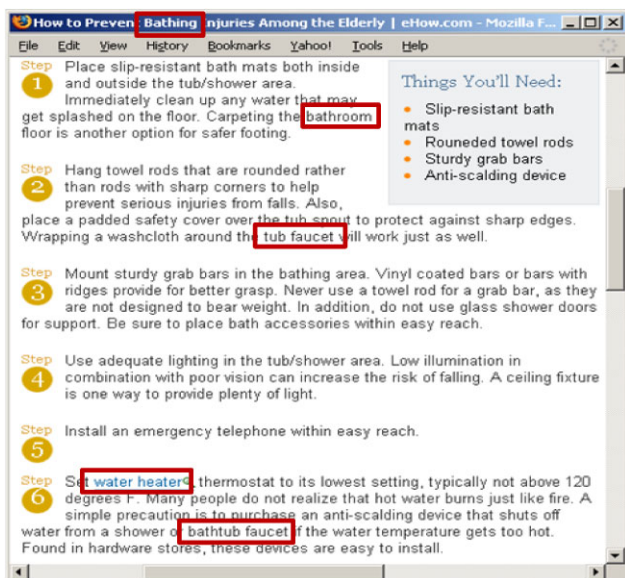 How to Preven Bathing njuries Among the Elderly | eHow.com - Mozilla F...
File Edit View History Bookmarks Yahoo! Tools Help
Step 1 Place slip-resistant bath mats both inside
and outside the tub/shower area.
Immediately clean up any water that may
get splashed on the floor. Carpeting the bathroom
floor is another option for safer footing.
Things You'll Need:
• Slip-resistant bath
mats
• Rouneded towel rods
• Sturdy grab bars
• Anti-scalding device
Step 2 Hang towel rods that are rounded rather
than rods with sharp corners to help
prevent serious injuries from falls. Also,
place a padded safety cover over the tub spout to protect against sharp edges.
Wrapping a washcloth around the tub faucet will work just as well.
Step 3 Mount sturdy grab bars in the bathing area. Vinyl coated bars or bars with
ridges provide for better grasp. Never use a towel rod for a grab bar, as they
are not designed to bear weight. In addition, do not use glass shower doors
for support. Be sure to place bath accessories within easy reach.
Step 4 Use adequate lighting in the tub/shower area. Low illumination in
combination with poor vision can increase the risk of falling. A ceiling fixture
is one way to provide plenty of light.
Step 5 Install an emergency telephone within easy reach.
Step 6 Set water heater thermostat to its lowest setting, typically not above 120
degrees F. Many people do not realize that hot water burns just like fire. A
simple precaution is to purchase an anti-scalding device that shuts off
water from a shower or bathtub faucet if the water temperature gets too hot.
Found in hardware stores, these devices are easy to install.